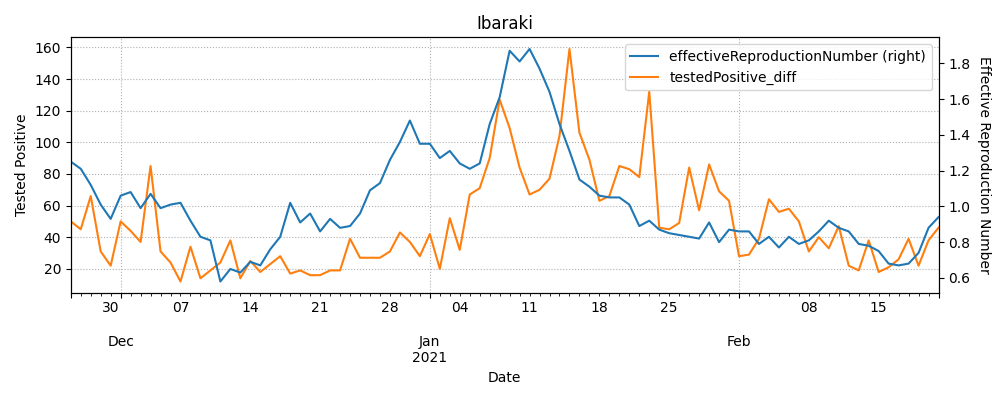 Ibaraki
effectiveReproductionNumber (right)
testedPositive_diff
Tested Positive
160
140
120
100
80
60
40
20
1.8
1.6
1.4
1.2
1.0
0.8
0.6
Effective Reproduction Number
30 07 14 21 28 04 11 18 25 08 15
Dec Jan Feb
2021
Date